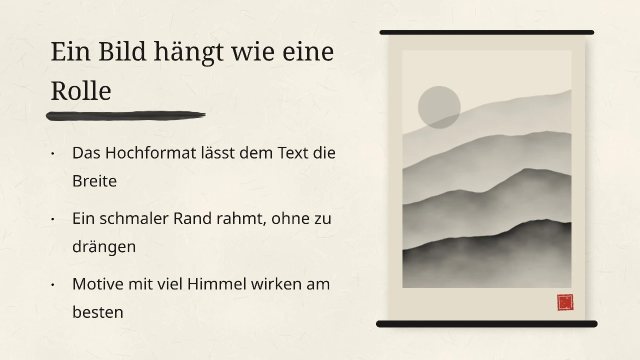 Ein Bild hängt wie eine
Rolle
· Das Hochformat lässt dem Text die
Breite
· Ein schmaler Rand rahmt, ohne zu
drängen
· Motive mit viel Himmel wirken am
besten